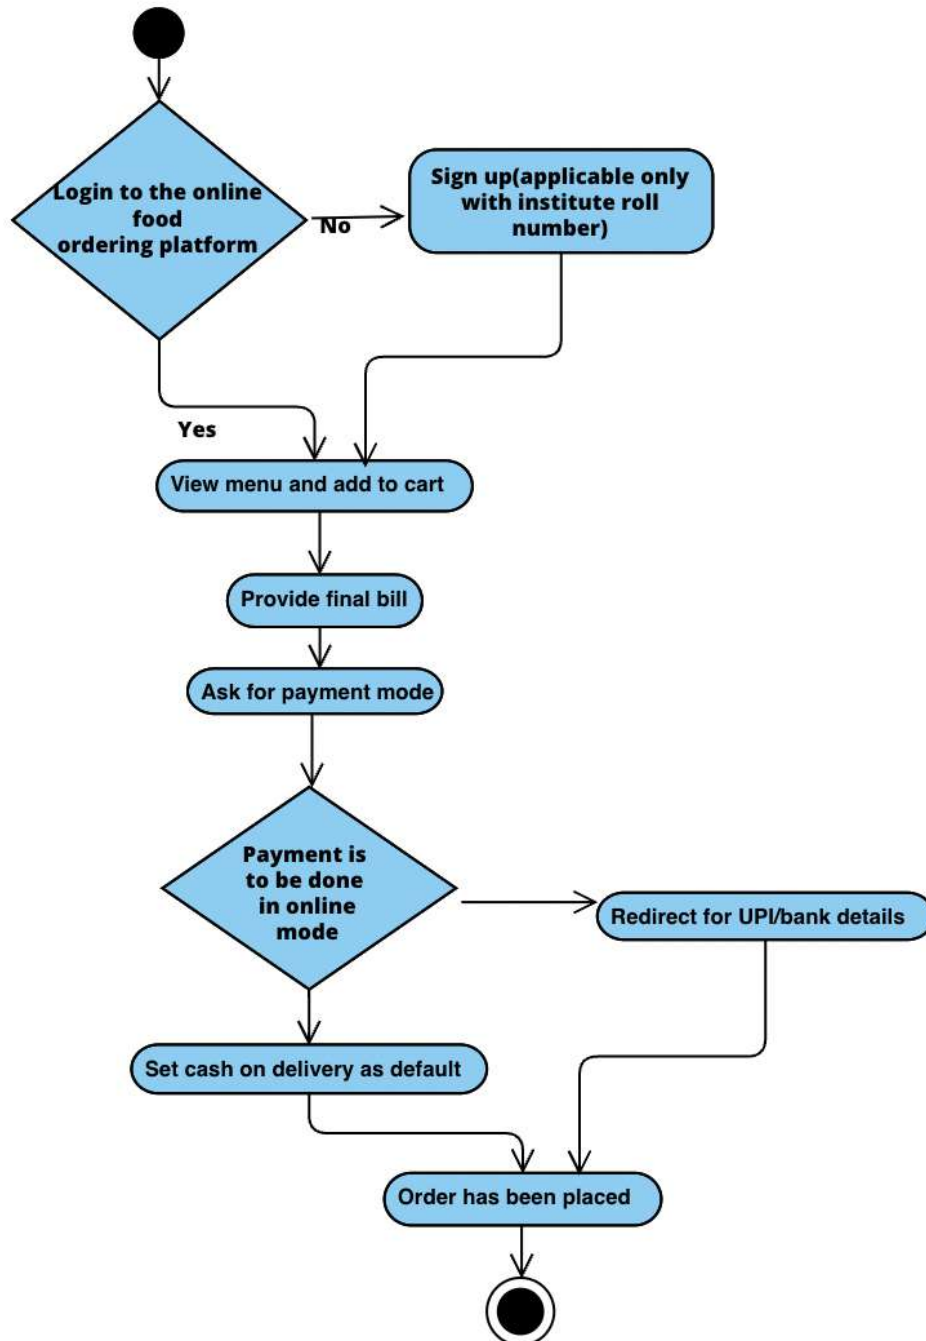 Login to the online
food
ordering platform
No
Sign up(applicable only
with institute roll
number)
Yes
View menu and add to cart
Provide final bill
Ask for payment mode
Payment is
to be done
in online
mode
Redirect for UPI/bank details
Set cash on delivery as default
Order has been placed